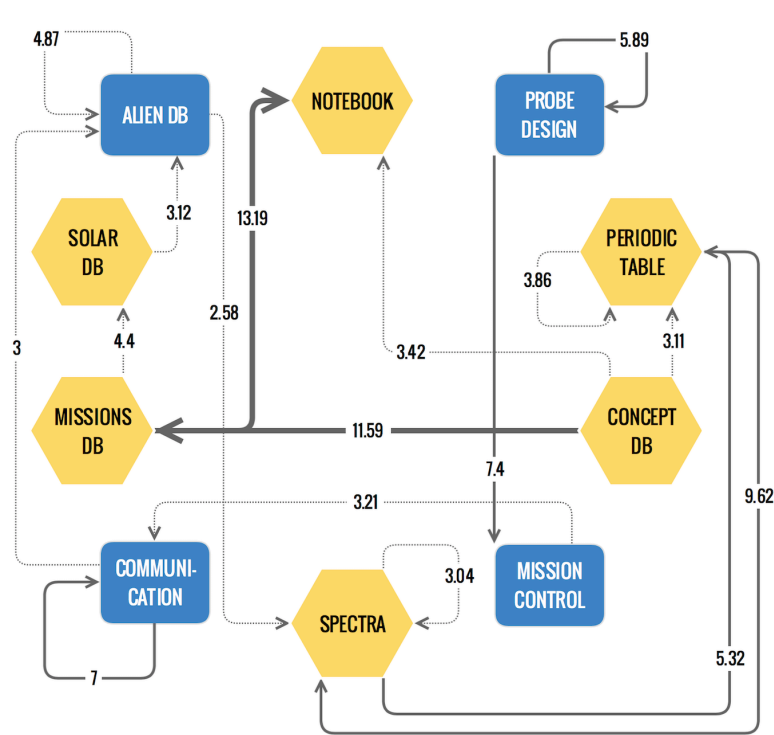 4.87
5.89
ALIEN DB
NOTEBOOK
PROBE
DESIGN
3.12
13.19
SOLAR
DB
PERIODIC
TABLE
3.86
2.58
4.4
3
3.42
3.11
MISSIONS
DB
11.59
CONCEPT
DB
7.4
9.62
3.21
COMMUNI-
CATION
3.04
MISSION
CONTROL
SPECTRA
5.32
7